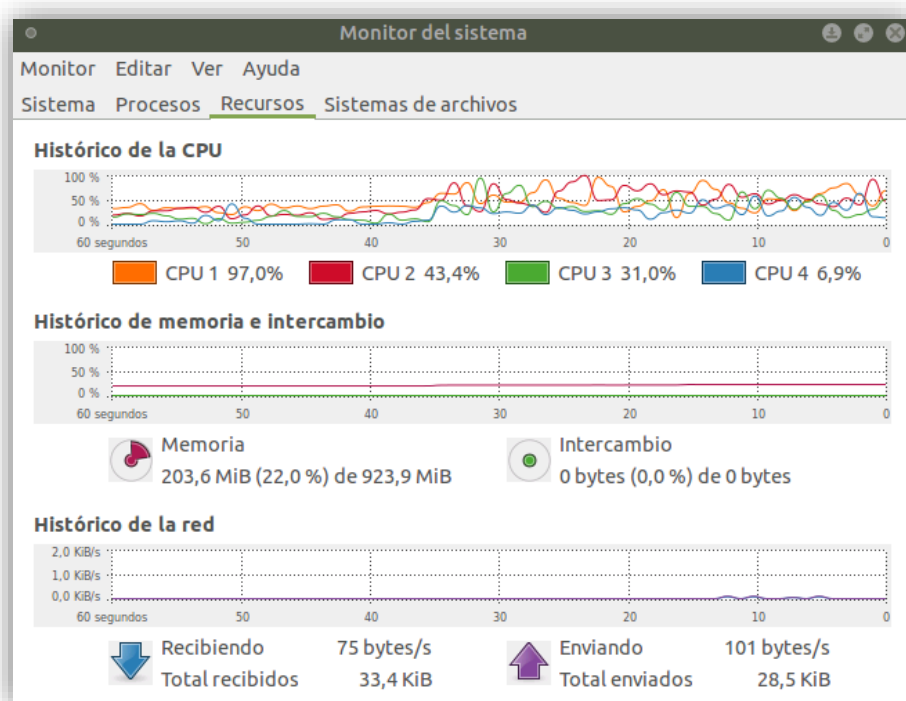 Monitor del sistema
Monitor Editar Ver Ayuda
Sistema Procesos Recursos Sistemas de archivos
Histórico de la CPU
100 %
50 %
0 %
60 segundos 50 40 30 20 10 0
CPU 1 97,0% CPU 2 43,4% CPU 3 31,0% CPU 4 6,9%
Histórico de memoria e intercambio
100 %
50 %
0 %
60 segundos 50 40 30 20 10 0
Memoria Intercambio
203,6 MiB (22,0 %) de 923,9 MiB 0 bytes (0,0 %) de 0 bytes
Histórico de la red
2,0 KiB/s
1,0 KiB/s
0,0 KiB/s
60 segundos 50 40 30 20 10 0
Recibiendo 75 bytes/s Enviando 101 bytes/s
Total recibidos 33,4 KiB Total enviados 28,5 KiB